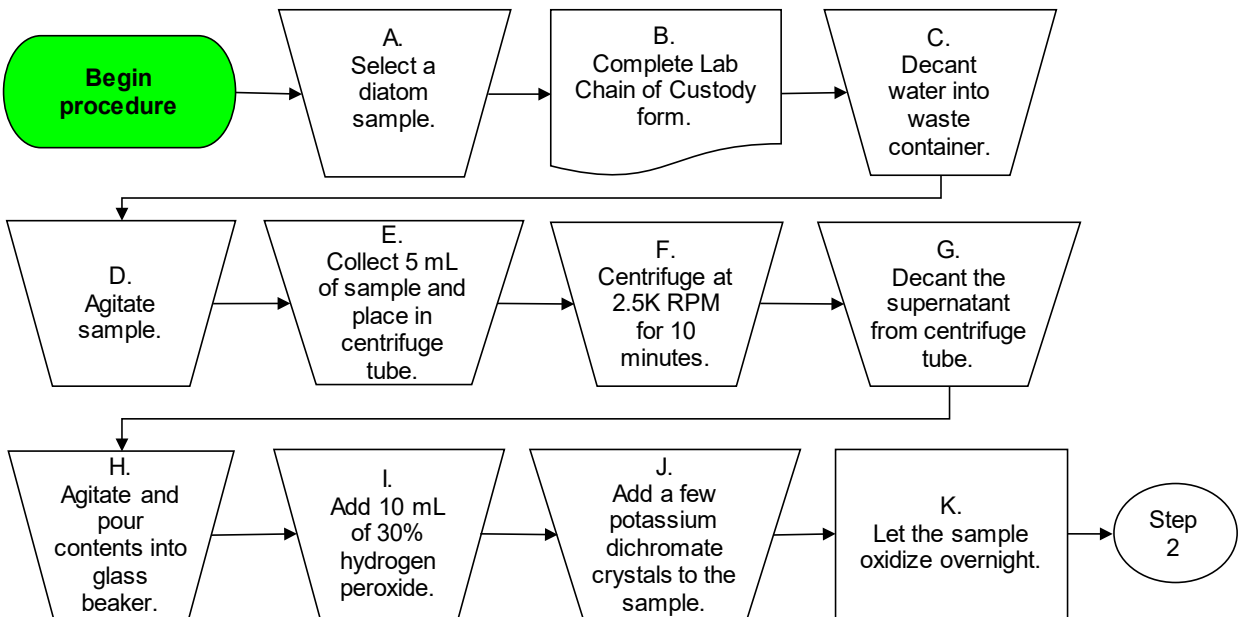 Begin
procedure
A.
Select a
diatom
sample.
B.
Complete Lab
Chain of Custody
form.
C.
Decant
water into
waste
container.
D.
Agitate
sample.
E.
Collect 5 mL
of sample and
place in
centrifuge
tube.
F.
Centrifuge at
2.5K RPM
for 10
minutes.
G.
Decant the
supernatant
from centrifuge
tube.
H.
Agitate and
pour
contents into
glass
beaker.
I.
Add 10 mL
of 30%
hydrogen
peroxide.
J.
Add a few
potassium
dichromate
crystals to the
sample.
K.
Let the sample
oxidize overnight.
Step
2